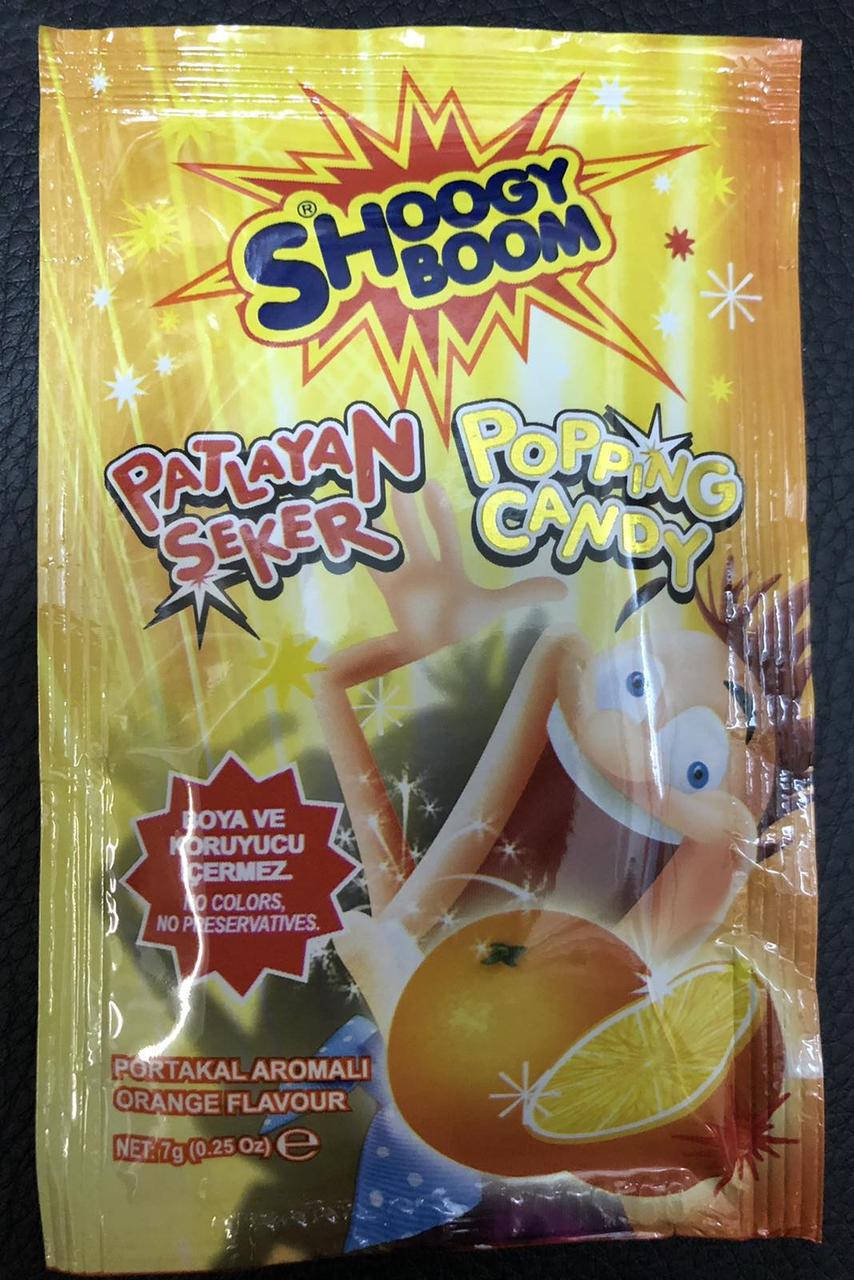 ®
SHOOGY
BOOM
PATLAYAN
ŞEKER
POPPING
CANDY
BOYA VE
KORUYUCU
İÇERMEZ.
NO COLORS,
NO PRESERVATIVES.
PORTAKAL AROMALI
ORANGE FLAVOUR
NET: 7g (0.25 Oz) ℮